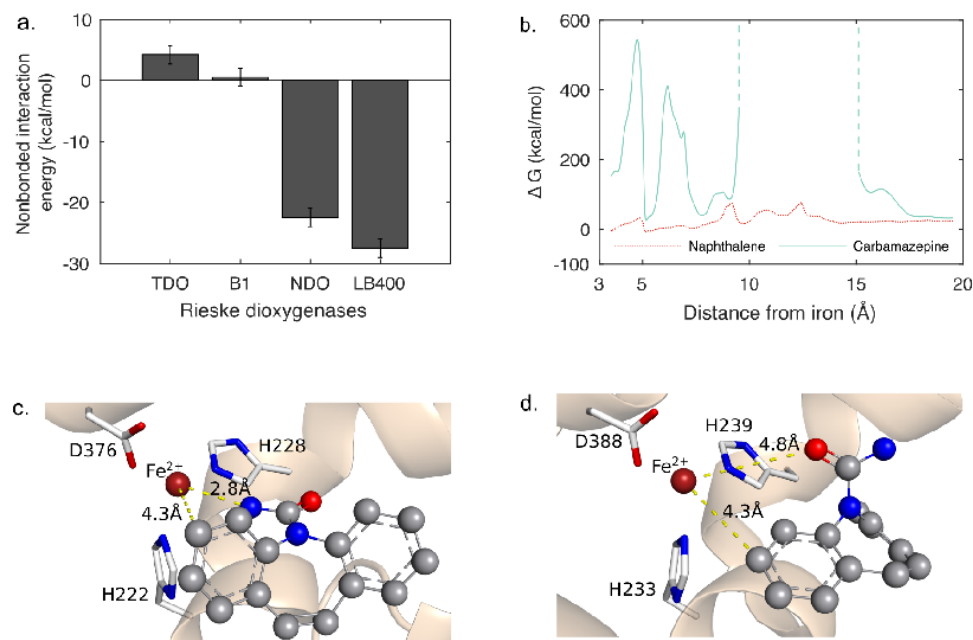 a.
Nonbonded interaction
energy (kcal/mol)
10
0
-10
-20
-30
TDO B1 NDO LB400
Rieske dioxygenases
b.
Δ G (kcal/mol)
600
400
200
0
-100
Naphthalene Carbamazepine
3 5 10 15 20
Distance from iron (Å)
c.
D376
H228
Fe2+
2.8Å
4.3Å
H222
d.
D388
H239
4.8Å
Fe2+
4.3Å
H233